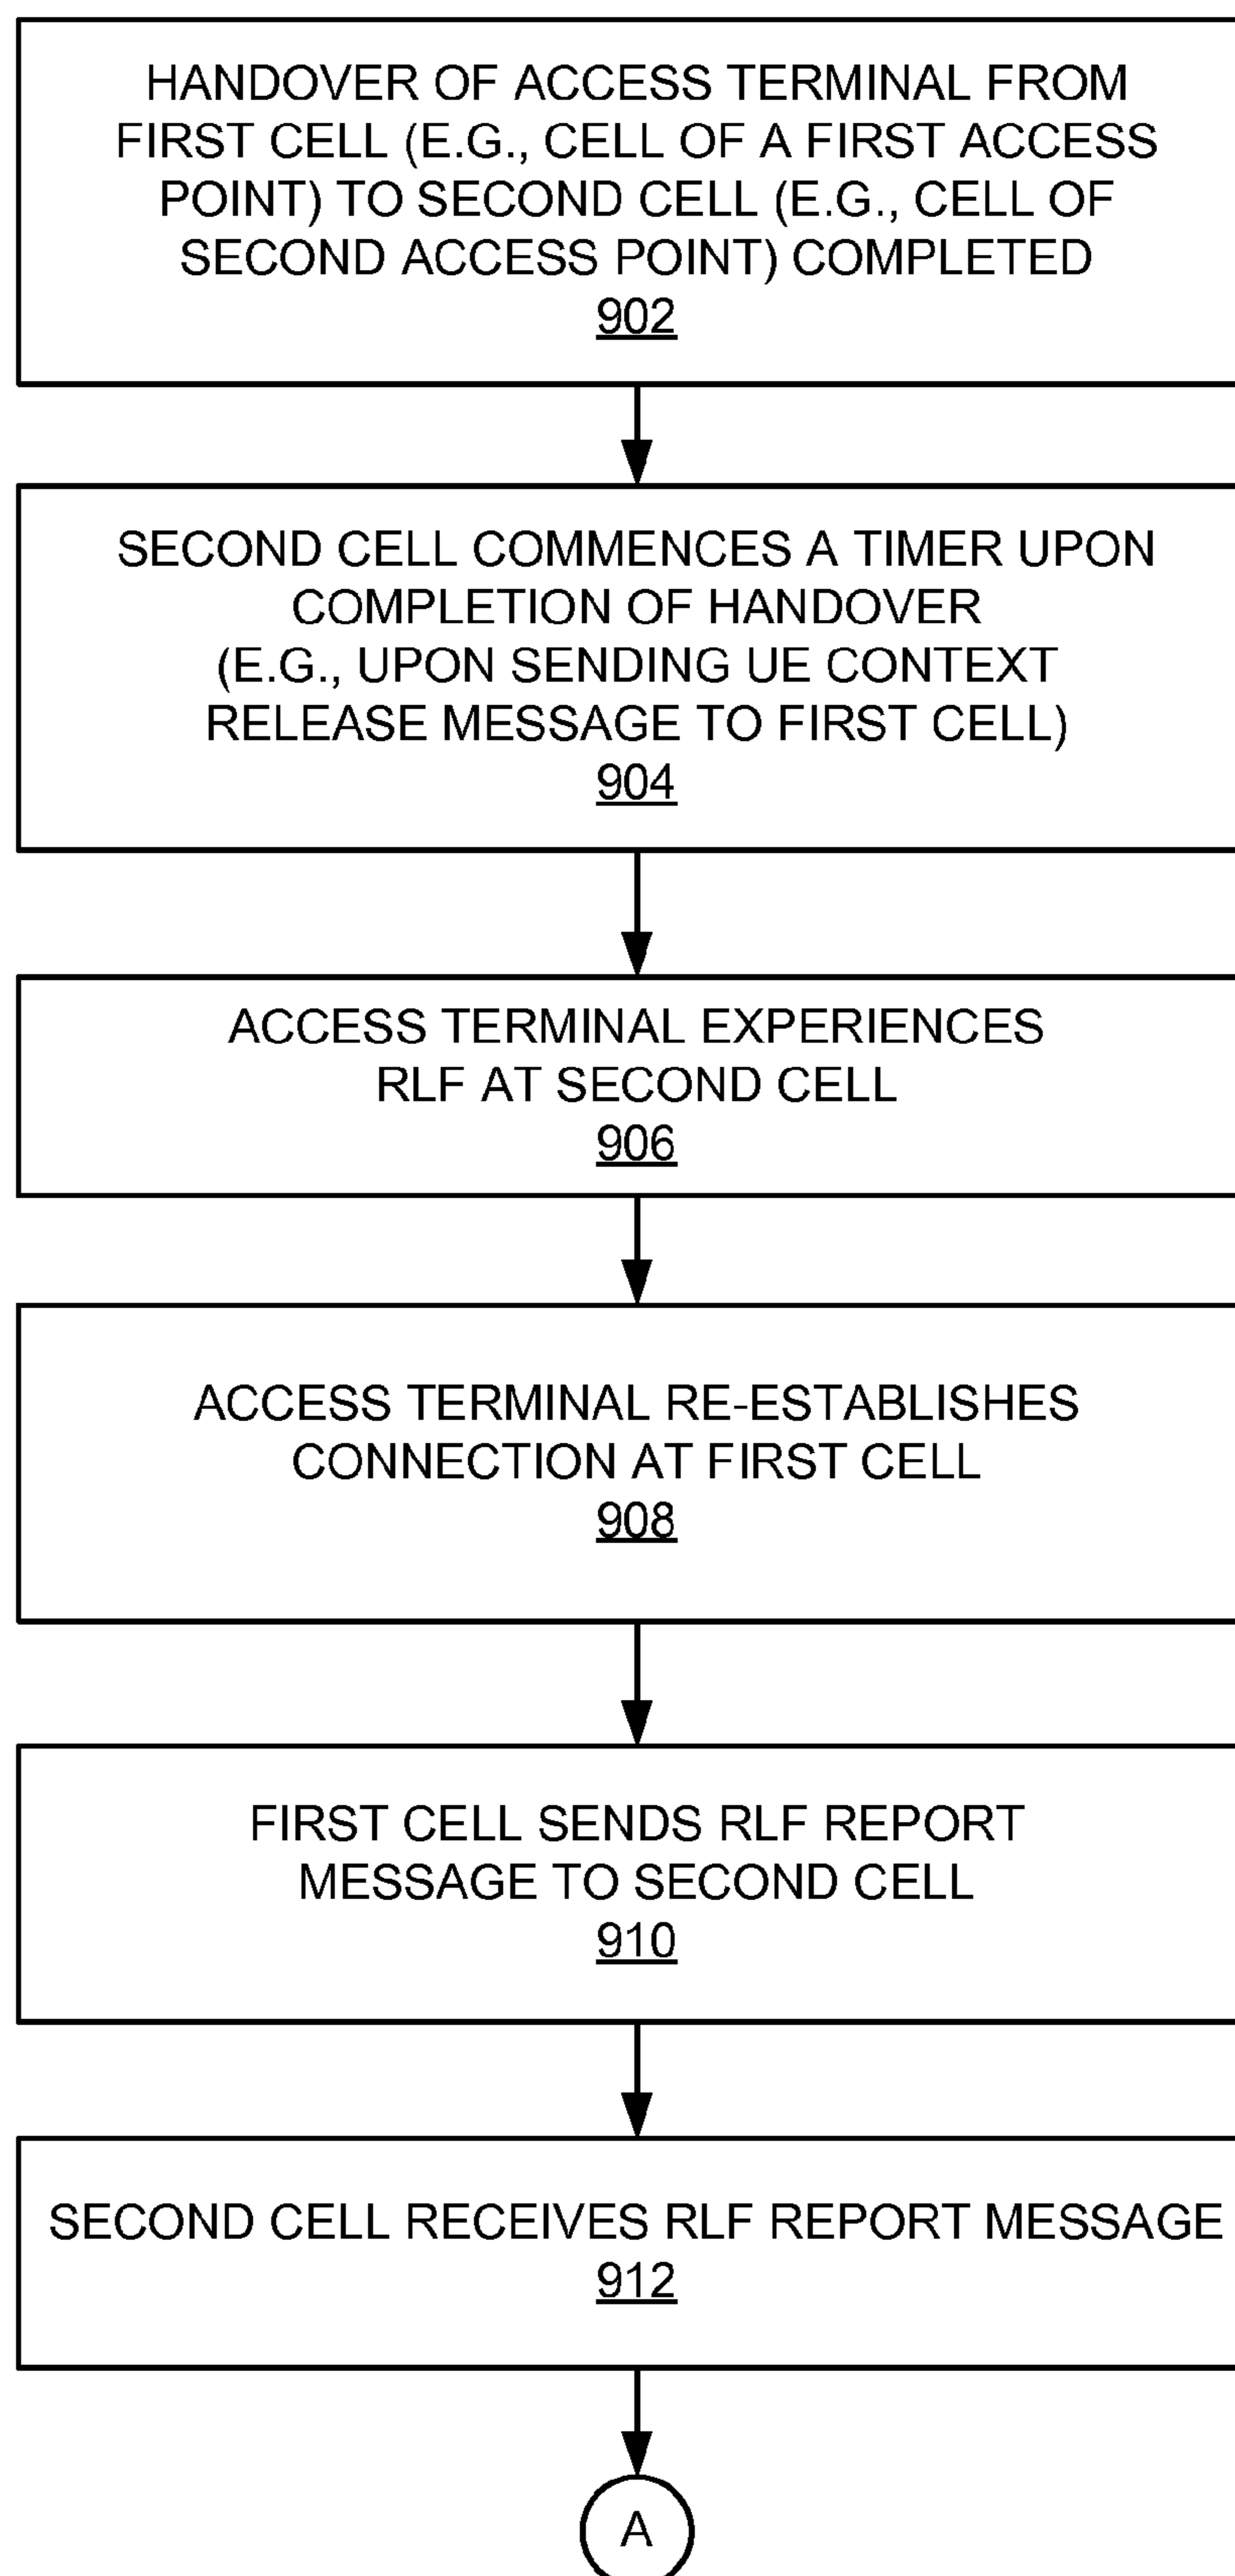 HANDOVER OF ACCESS TERMINAL FROM
FIRST CELL (E.G., CELL OF A FIRST ACCESS
POINT) TO SECOND CELL (E.G., CELL OF
SECOND ACCESS POINT) COMPLETED
902
SECOND CELL COMMENCES A TIMER UPON
COMPLETION OF HANDOVER
(E.G., UPON SENDING UE CONTEXT
RELEASE MESSAGE TO FIRST CELL)
904
ACCESS TERMINAL EXPERIENCES
RLF AT SECOND CELL
906
ACCESS TERMINAL RE-ESTABLISHES
CONNECTION AT FIRST CELL
908
FIRST CELL SENDS RLF REPORT
MESSAGE TO SECOND CELL
910
SECOND CELL RECEIVES RLF REPORT MESSAGE
912
A